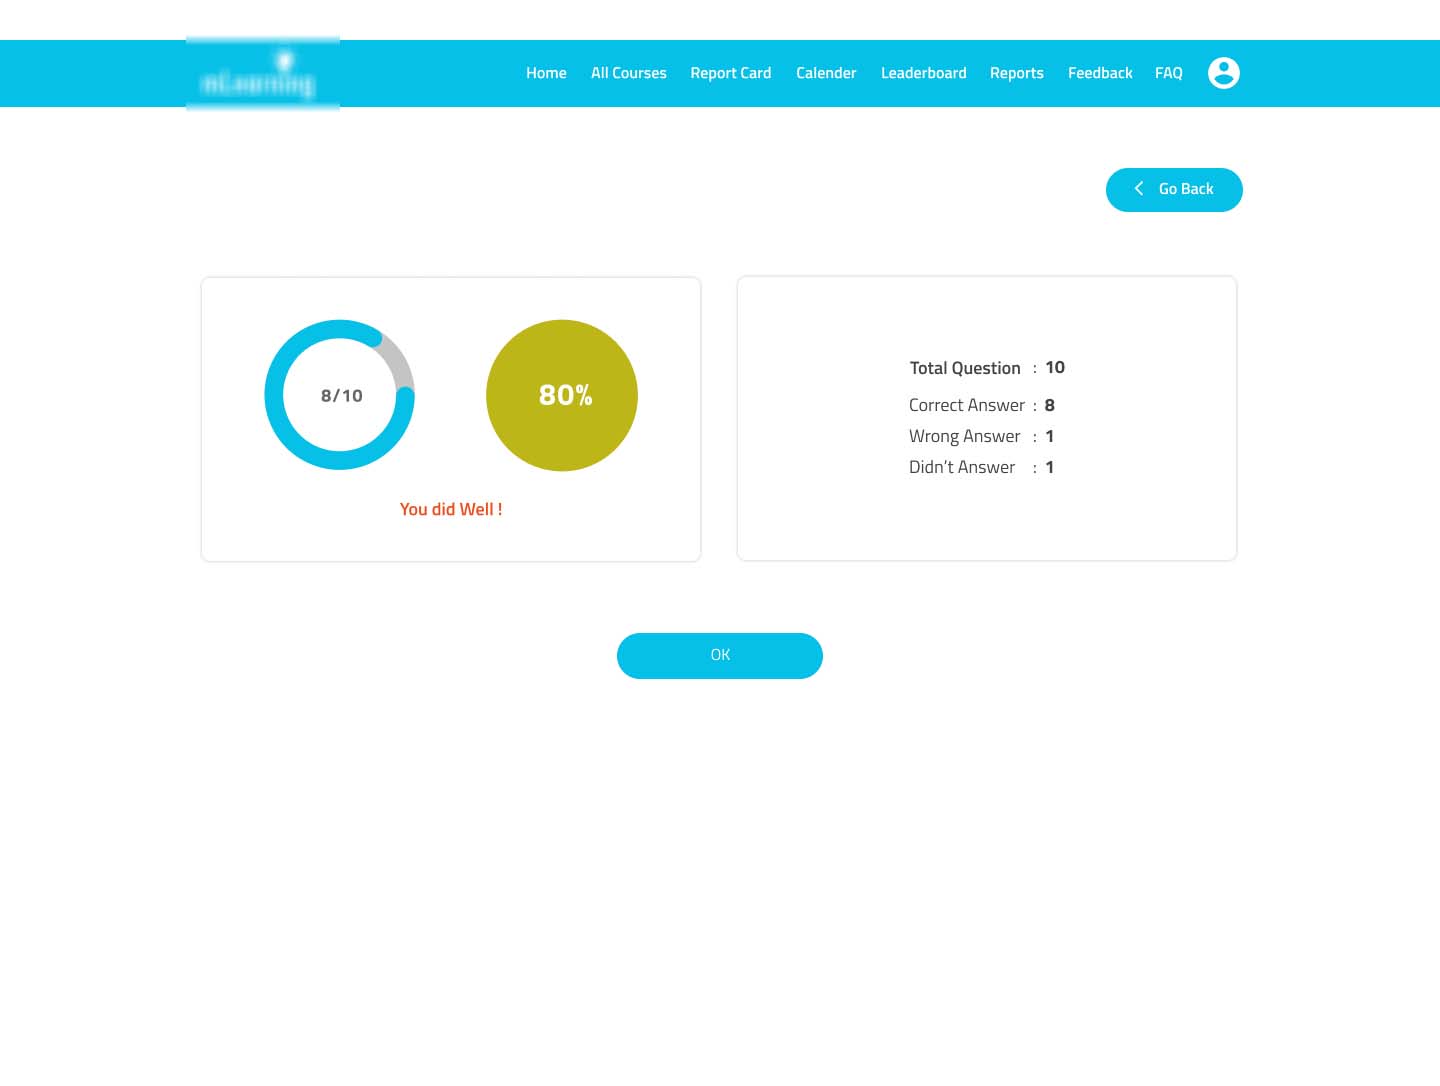 mLearning
Home All Courses Report Card Calender Leaderboard Reports Feedback FAQ
Go Back
8/10
80%
You did Well !
Total Question : 10
Correct Answer : 8
Wrong Answer : 1
Didn't Answer : 1
OK